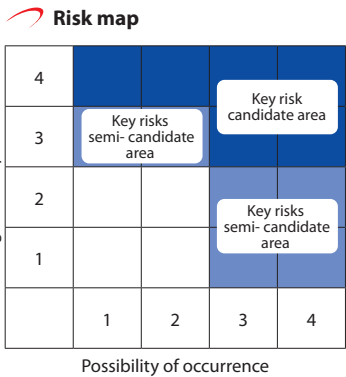 Risk map
4
Key risk
candidate area
3
Key risks
semi- candidate
area
2
Key risks
semi- candidate
area
1
1 2 3 4
Possibility of occurrence